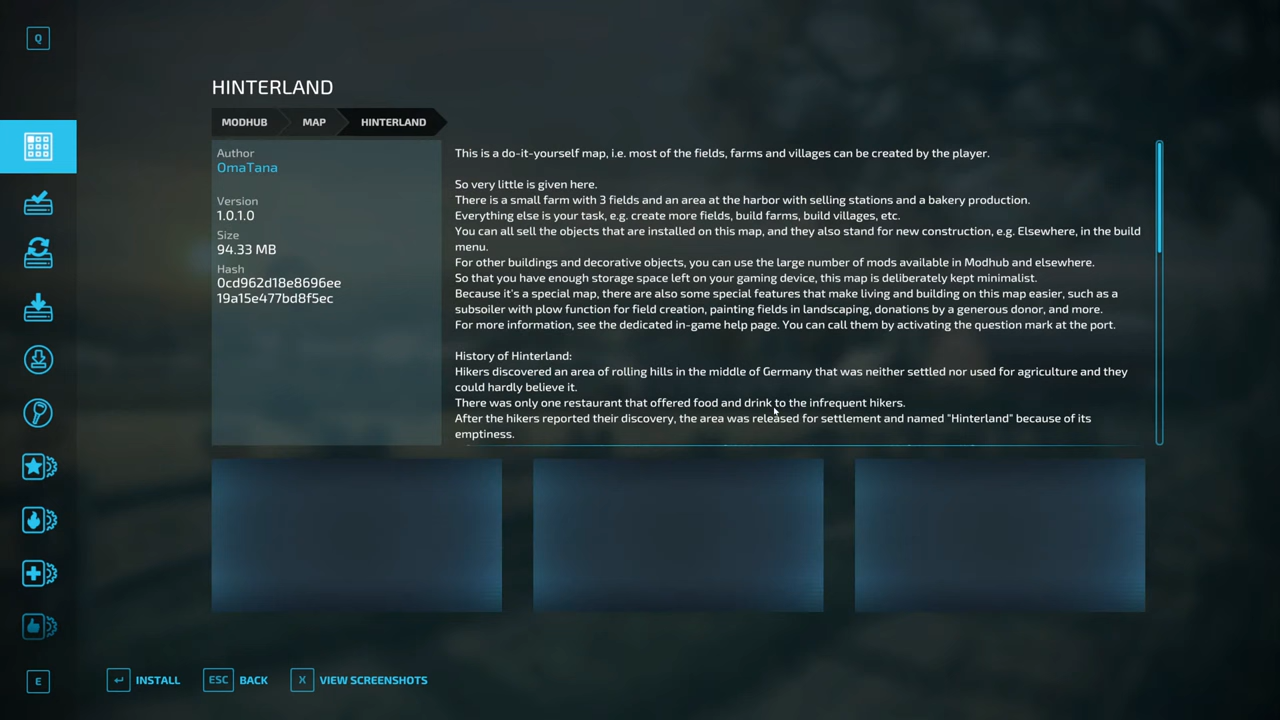 Q
HINTERLAND
MODHUB MAP HINTERLAND
Author
OmaTana
Version
1.0.1.0
Size
94.33 MB
Hash
0cd962d18e8696ee
19a15e477bd8f5ec
This is a do-it-yourself map, i.e. most of the fields, farms and villages can be created by the player.
So very little is given here.
There is a small farm with 3 fields and an area at the harbor with selling stations and a bakery production.
Everything else is your task, e.g. create more fields, build farms, build villages, etc.
You can all sell the objects that are installed on this map, and they also stand for new construction, e.g. Elsewhere, in the build
menu.
For other buildings and decorative objects, you can use the large number of mods available in Modhub and elsewhere.
So that you have enough storage space left on your gaming device, this map is deliberately kept minimalist.
Because it's a special map, there are also some special features that make living and building on this map easier, such as a
subsoiler with plow function for field creation, painting fields in landscaping, donations by a generous donor, and more.
For more information, see the dedicated in-game help page. You can call them by activating the question mark at the port.
History of Hinterland:
Hikers discovered an area of rolling hills in the middle of Germany that was neither settled nor used for agriculture and they
could hardly believe it.
There was only one restaurant that offered food and drink to the infrequent hikers.
After the hikers reported their discovery, the area was released for settlement and named "Hinterland" because of its
emptiness.
E
INSTALL ESC BACK X VIEW SCREENSHOTS